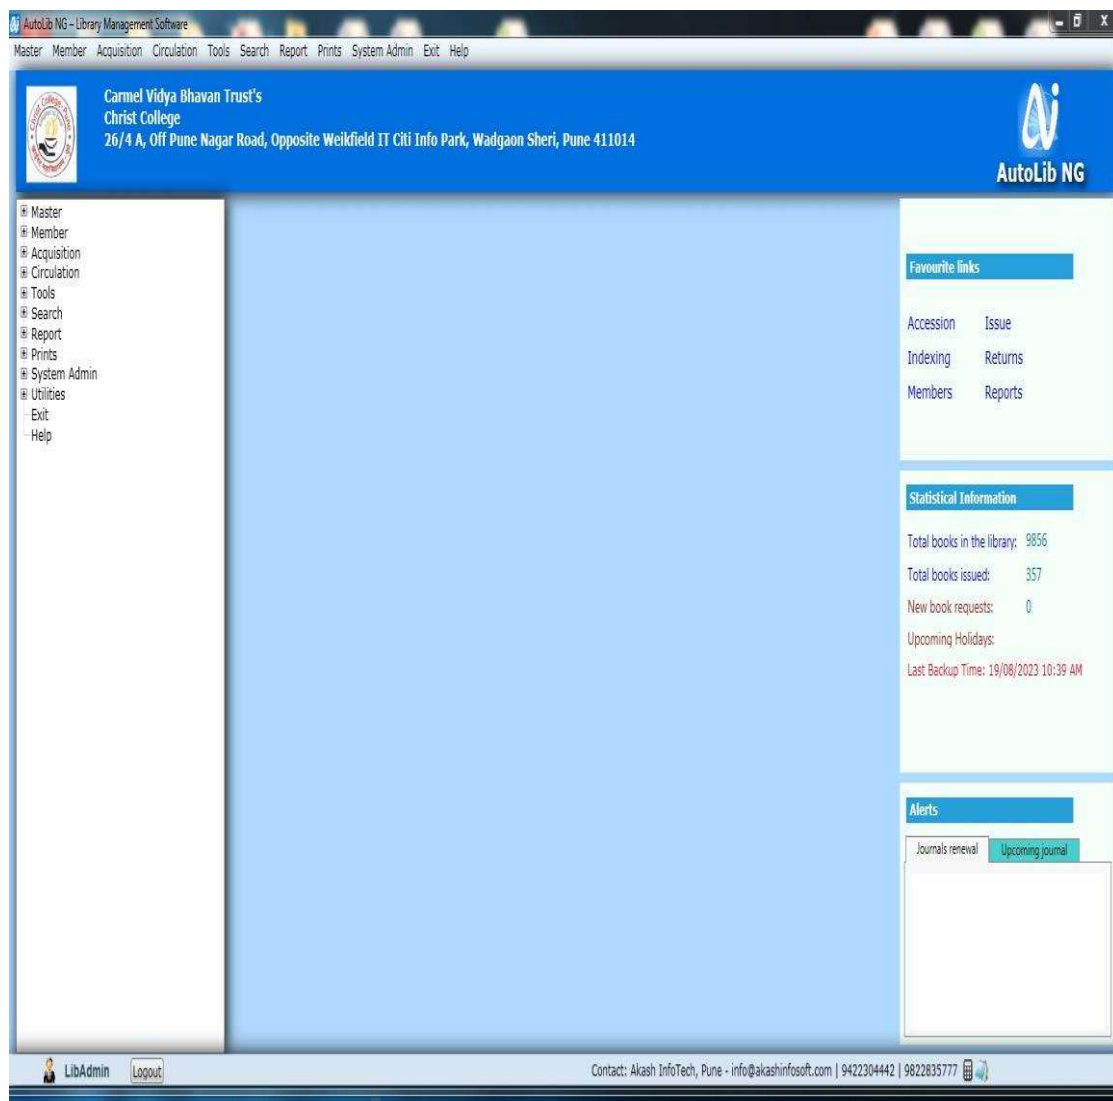 AutoLib NG – Library Management Software
Master Member Acquisition Circulation Tools Search Report Prints System Admin Exit Help
Carmel Vidya Bhavan Trust's
Christ College
26/4 A, Off Pune Nagar Road, Opposite Weikfield IT Citi Info Park, Wadgaon Sheri, Pune 411014
AutoLib NG
Master
Member
Acquisition
Circulation
Tools
Search
Report
Prints
System Admin
Utilities
Exit
Help
Favourite links
Accession Issue
Indexing Returns
Members Reports
Statistical Information
Total books in the library: 9856
Total books issued: 357
New book requests: 0
Upcoming Holidays:
Last Backup Time: 19/08/2023 10:39 AM
Alerts
Journals renewal Upcoming journal
LibAdmin Logout Contact: Akash InfoTech, Pune - info@akashinfosoft.com | 9422304442 | 9822835777